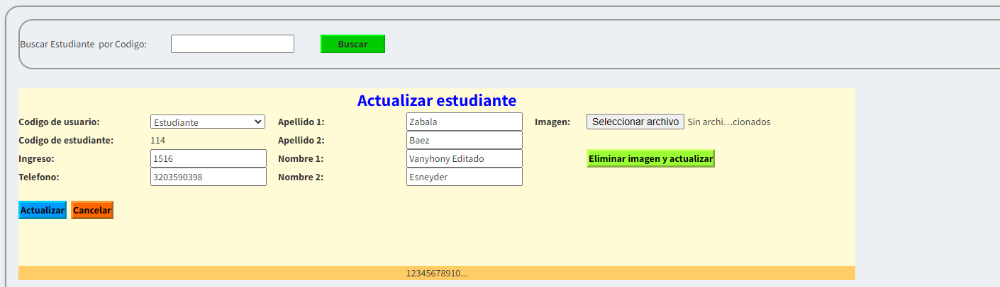 Buscar Estudiante por Codigo: Buscar
Actualizar estudiante
Codigo de usuario: Estudiante Apellido 1: Zabala Imagen: Seleccionar archivo Sin archi…cionados
Codigo de estudiante: 114 Apellido 2: Baez
Ingreso: 1516 Nombre 1: Vanyhony Editado Eliminar imagen y actualizar
Telefono: 3203590398 Nombre 2: Esneyder
Actualizar Cancelar
12345678910...